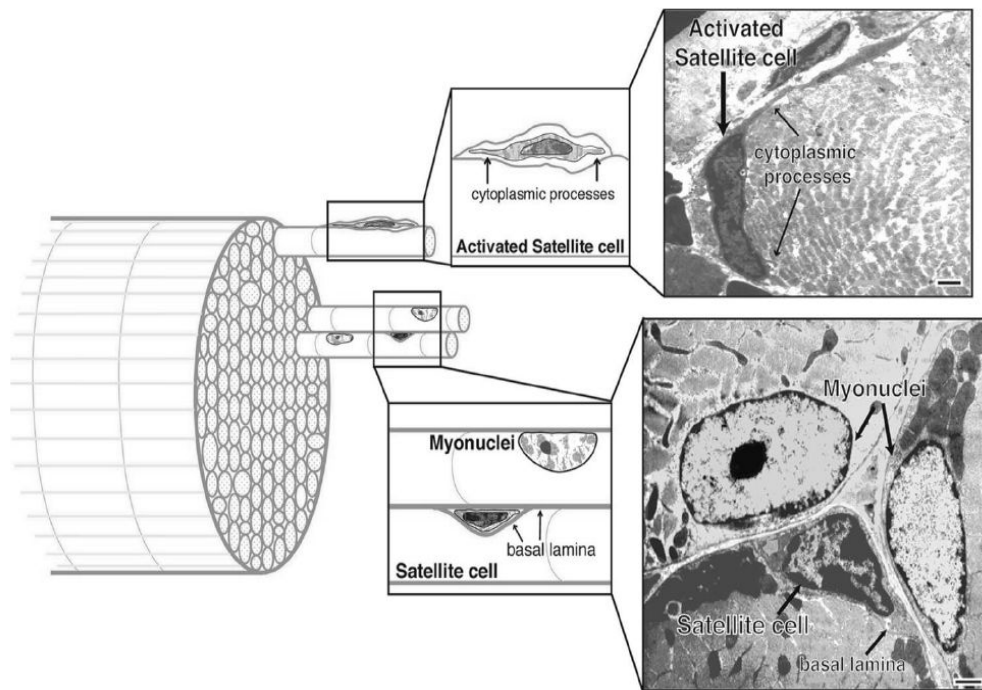 Activated
Satellite cell
cytoplasmic
processes
cytoplasmic processes
Activated Satellite cell
Myonuclei
basal lamina
Satellite cell
Myonuclei
Satellite cell
basal lamina